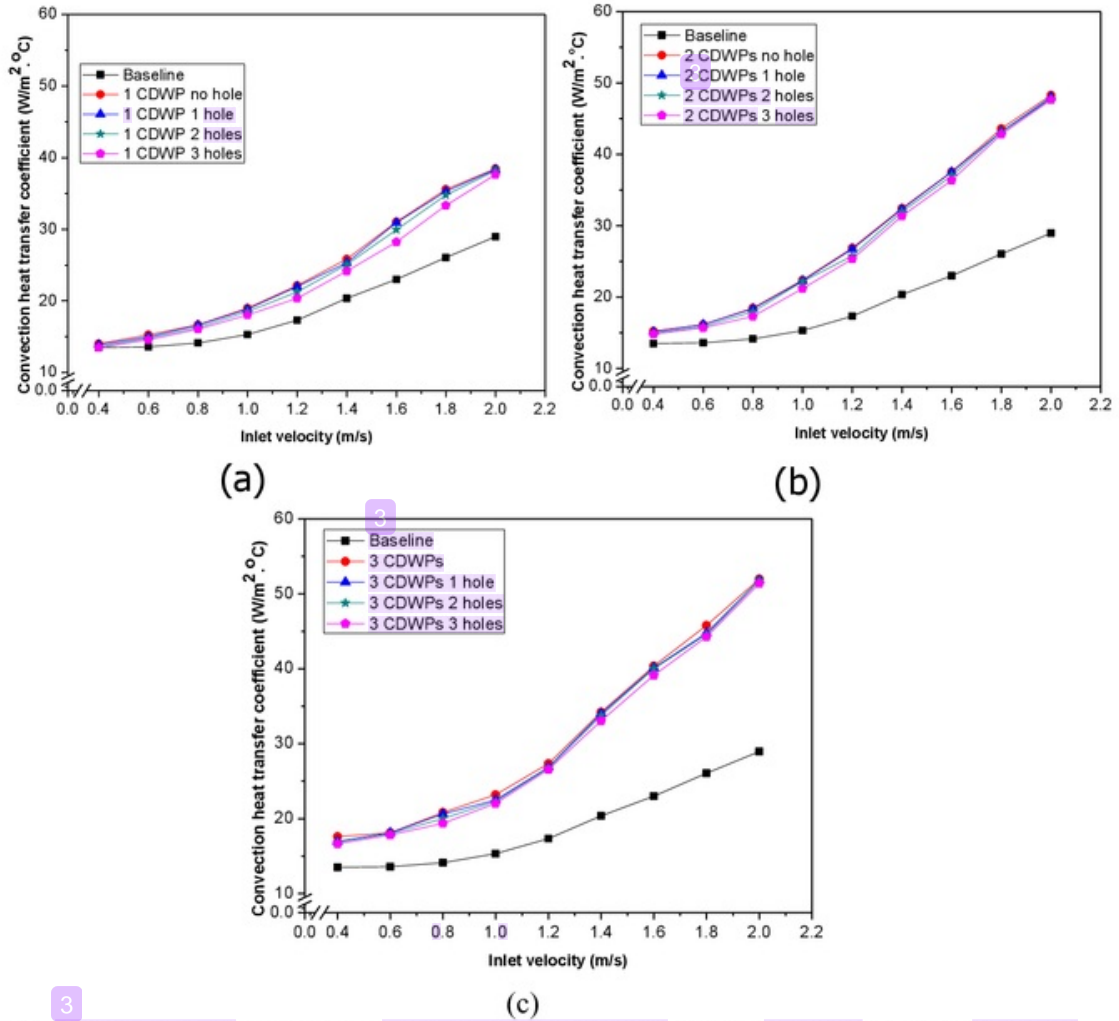 60
50
40
30
20
10
0.0
Convection heat transfer coefficient (W/m².ºC)
Baseline
1 CDWP no hole
1 CDWP 1 hole
1 CDWP 2 holes
1 CDWP 3 holes
0.0 0.4 0.6 0.8 1.0 1.2 1.4 1.6 1.8 2.0 2.2
Inlet velocity (m/s)
(a)
60
50
40
30
20
10
0.0
Convection heat transfer coefficient (W/m².ºC)
Baseline
2 CDWPs no hole
3
2 CDWPs 1 hole
2 CDWPs 2 holes
2 CDWPs 3 holes
0.0 0.4 0.6 0.8 1.0 1.2 1.4 1.6 1.8 2.0 2.2
Inlet velocity (m/s)
(b)
3
60
50
40
30
20
10
0.0
Convection heat transfer coefficient (W/m².ºC)
Baseline
3 CDWPs
3 CDWPs 1 hole
3 CDWPs 2 holes
3 CDWPs 3 holes
0.0 0.4 0.6 0.8 1.0 1.2 1.4 1.6 1.8 2.0 2.2
Inlet velocity (m/s)
(c)
3